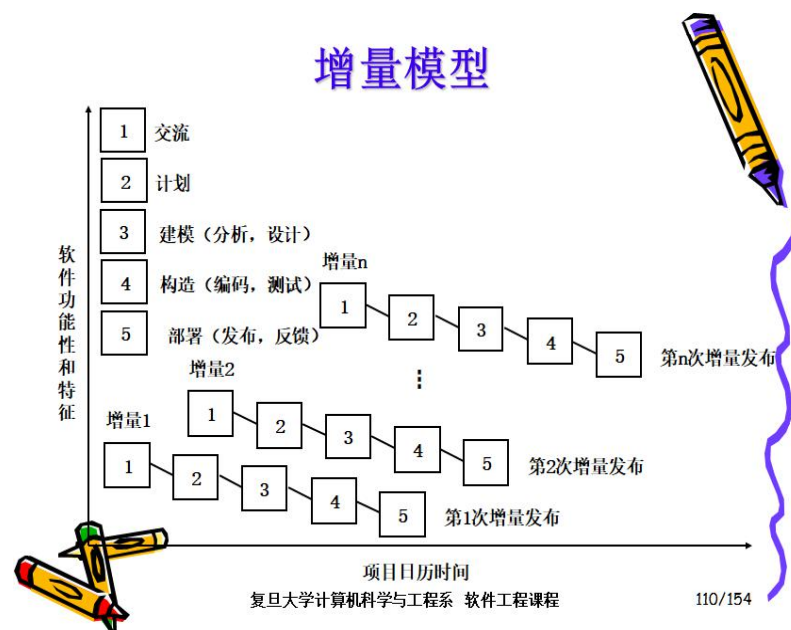 增量模型
1 交流
2 计划
3 建模（分析，设计）
4 构造（编码，测试）
5 部署（发布，反馈）
软件功能性和特征
增量n
1 2 3 4 5 第n次增量发布
增量2
1 2 3 4 5 第2次增量发布
增量1
1 2 3 4 5 第1次增量发布
项目日历时间
复旦大学计算机科学与工程系 软件工程课程
110/154